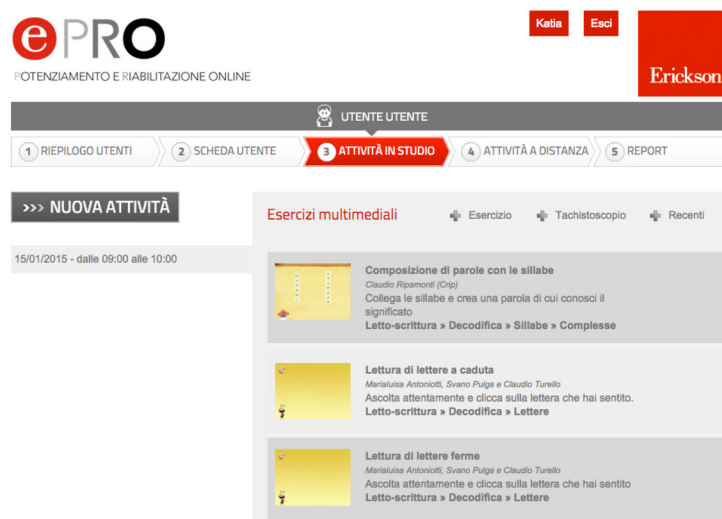 ePRO
POTENZIAMENTO E RIABILITAZIONE ONLINE
Katia
Esci
Erickson
UTENTE UTENTE
1 RIEPILOGO UTENTI
2 SCHEDA UTENTE
3 ATTIVITÀ IN STUDIO
4 ATTIVITÀ A DISTANZA
5 REPORT
>>> NUOVA ATTIVITÀ
15/01/2015 - dalle 09:00 alle 10:00
Esercizi multimediali
Esercizio
Tachistoscopio
Recenti
Composizione di parole con le sillabe
Claudio Ripamonti (Crip)
Collega le sillabe e crea una parola di cui conosci il
significato
Letto-scrittura » Decodifica » Sillabe » Complesse
Lettura di lettere a caduta
Marialuisa Antoniotti, Svano Pulga e Claudio Turello
Ascolta attentamente e clicca sulla lettera che hai sentito.
Letto-scrittura » Decodifica » Lettere
Lettura di lettere ferme
Marialuisa Antoniotti, Svano Pulga e Claudio Turello
Ascolta attentamente e clicca sulla lettera che hai sentito
Letto-scrittura » Decodifica » Lettere